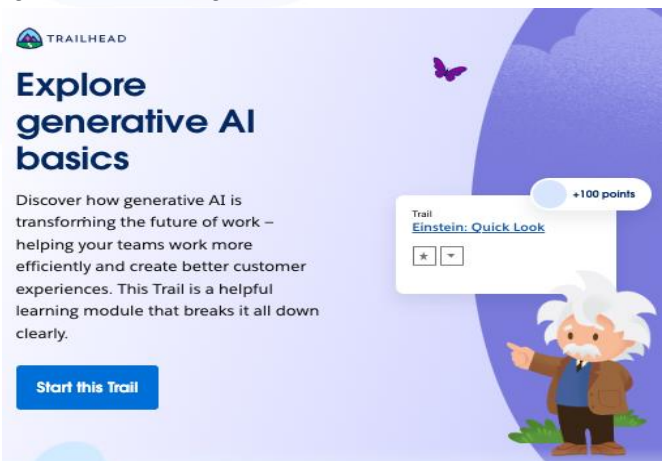 TRAILHEAD
Explore
generative AI
basics
Discover how generative AI is
transforming the future of work –
helping your teams work more
efficiently and create better customer
experiences. This Trail is a helpful
learning module that breaks it all down
clearly.
Start this Trail
+100 points
Trail
Einstein: Quick Look